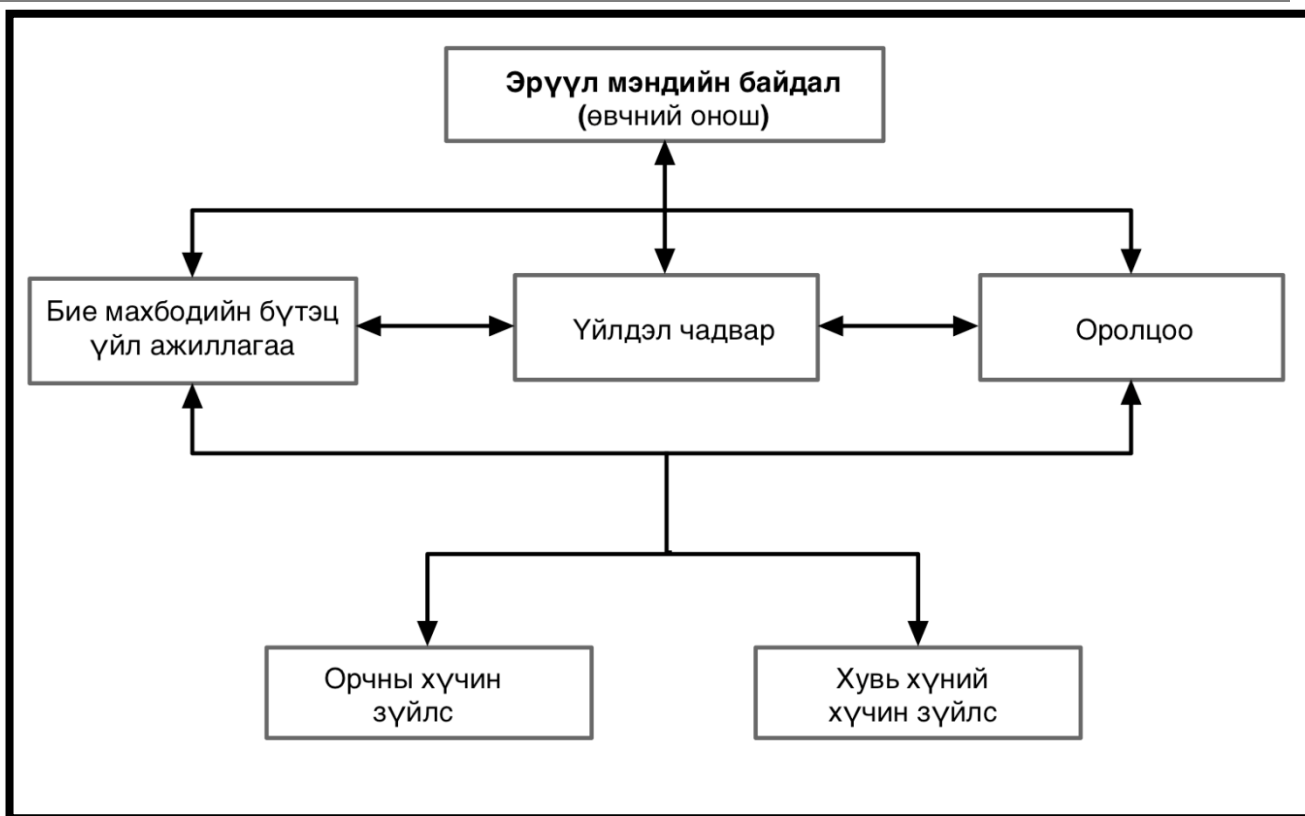 Эрүүл мэндийн байдал
(өвчний онош)
Бие махбодийн бүтэц
үйл ажиллагаа
Үйлдэл чадвар
Оролцоо
Орчны хүчин
зүйлс
Хувь хүний
хүчин зүйлс